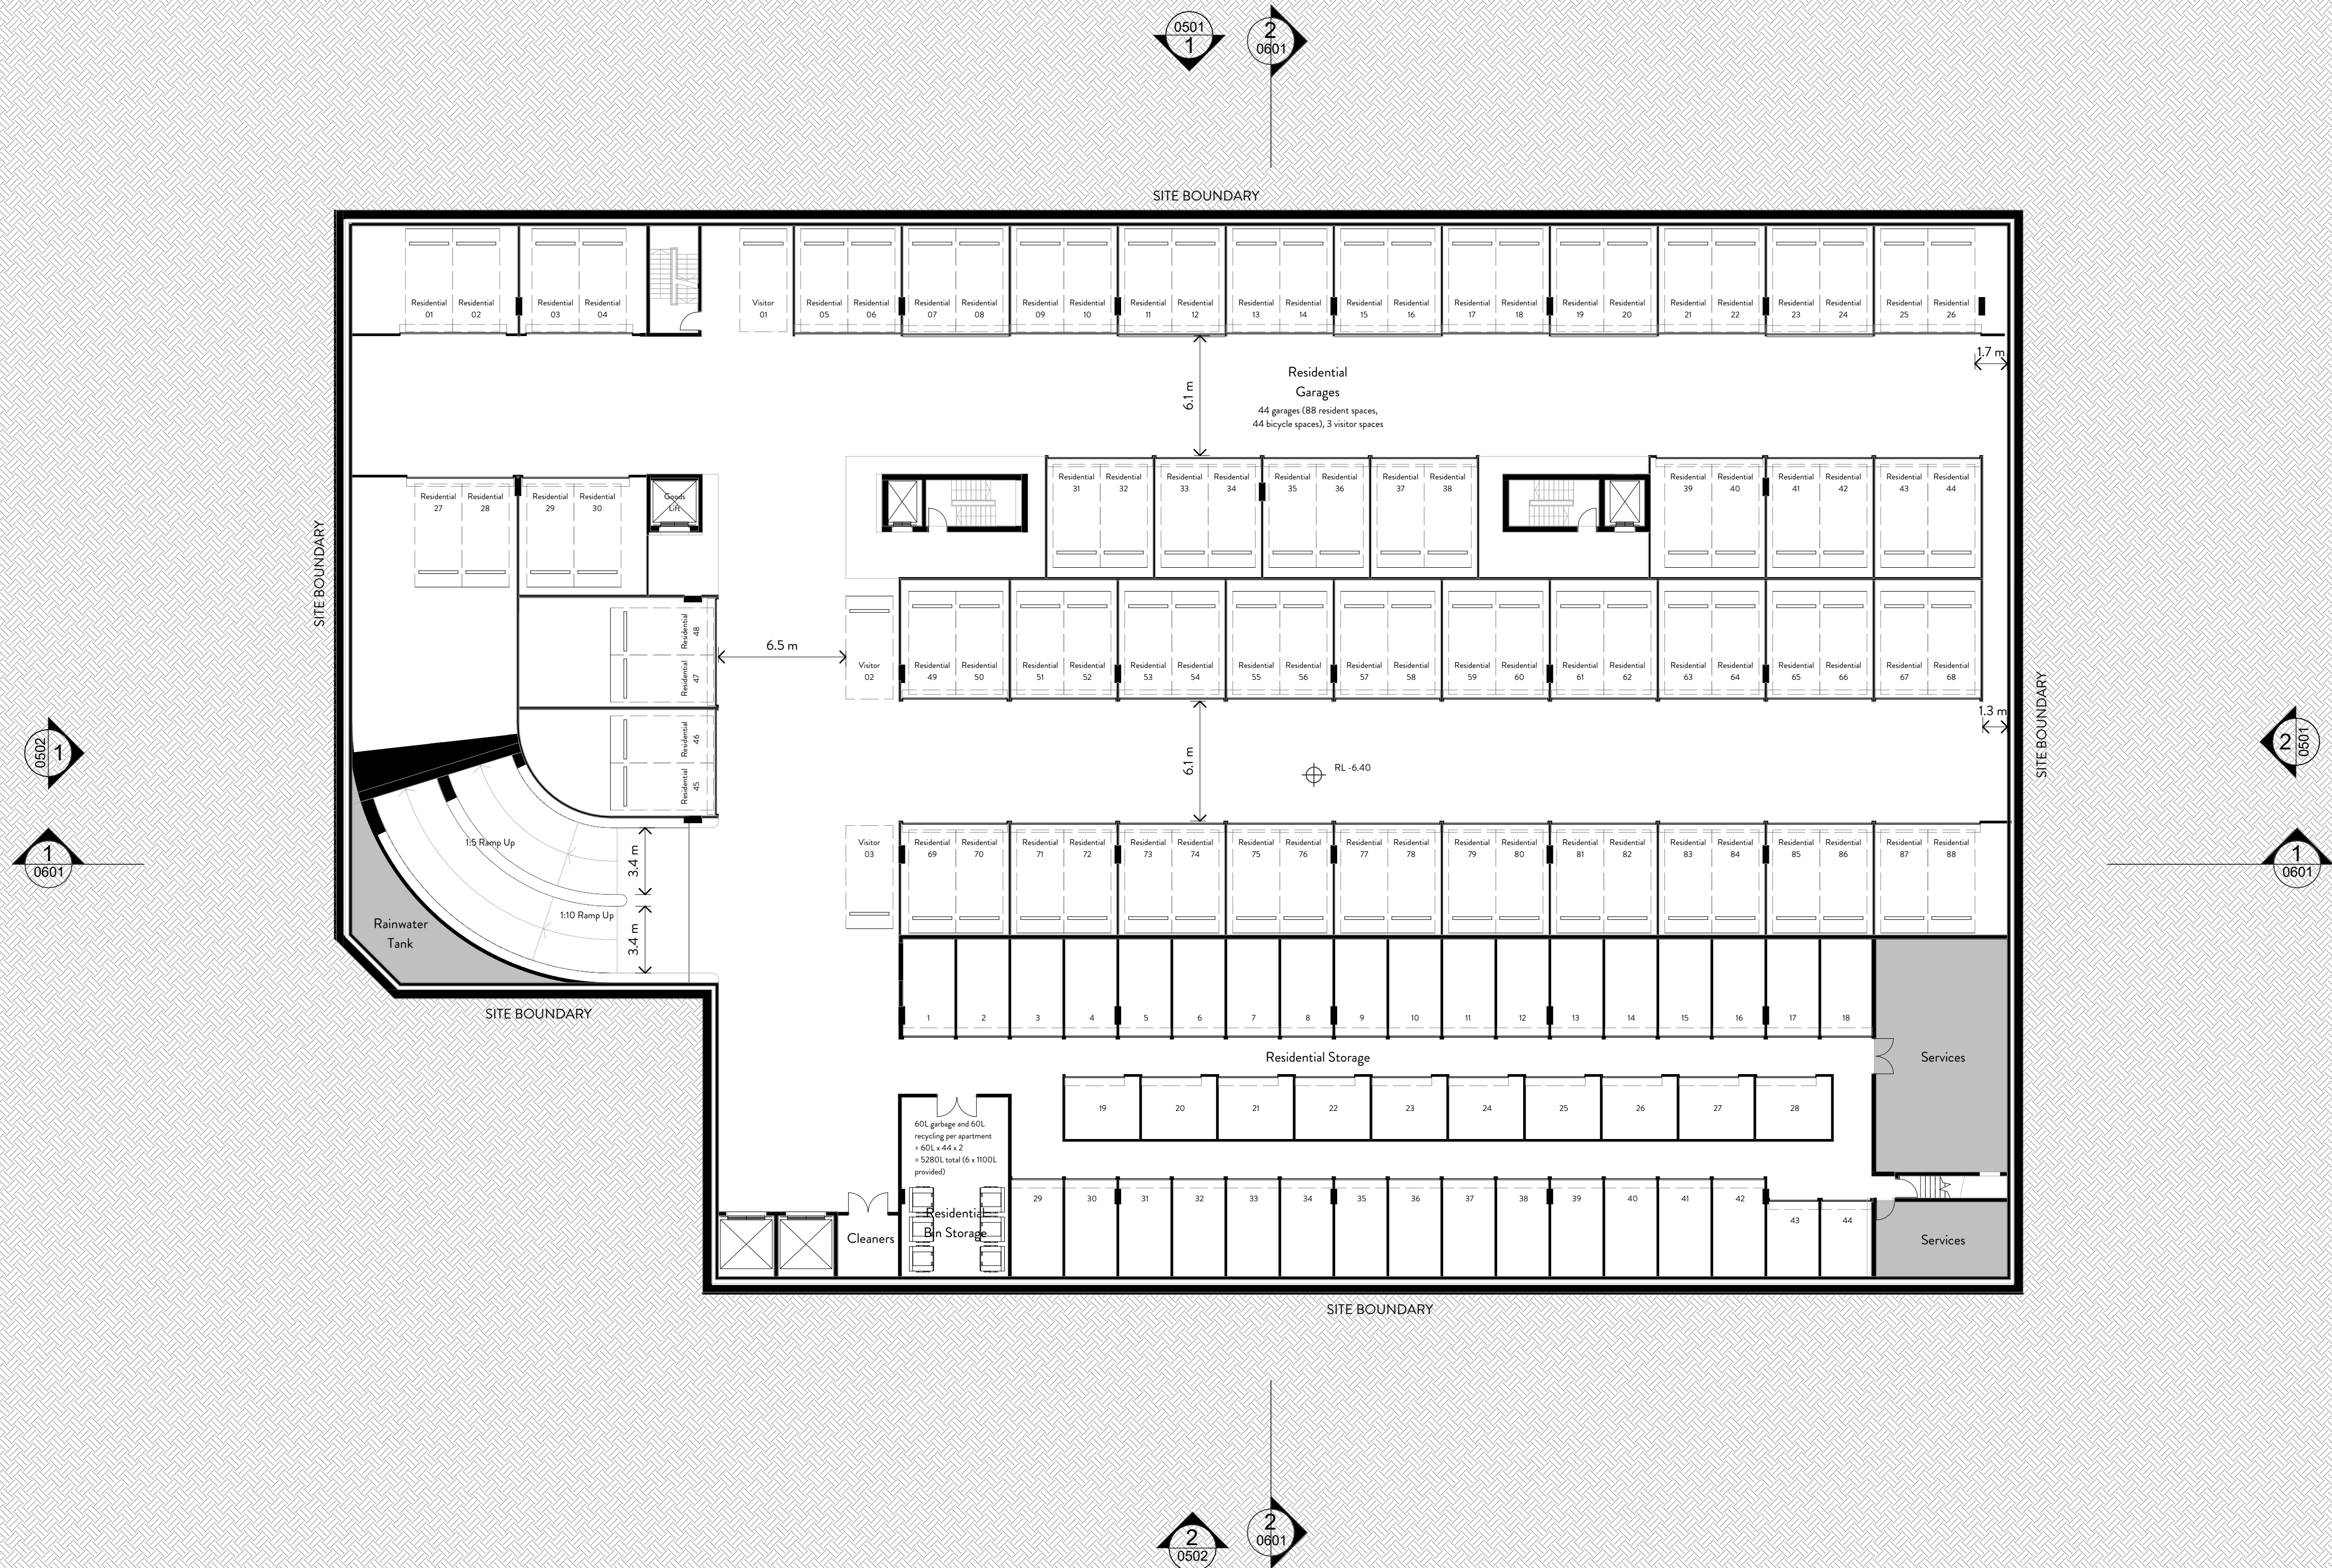 0501
1
2
0601
SITE BOUNDARY
Residential
01
Residential
02
Residential
03
Residential
04
Visitor
01
Residential
05
Residential
06
Residential
07
Residential
08
Residential
09
Residential
10
Residential
11
Residential
12
Residential
13
Residential
14
Residential
15
Residential
16
Residential
17
Residential
18
Residential
19
Residential
20
Residential
21
Residential
22
Residential
23
Residential
24
Residential
25
Residential
26
1.7 m
6.1 m
Residential
Garages
44 garages (88 resident spaces,
44 bicycle spaces), 3 visitor spaces
Residential
27
Residential
28
Residential
29
Residential
30
Goods
Lift
Residential
31
Residential
32
Residential
33
Residential
34
Residential
35
Residential
36
Residential
37
Residential
38
Residential
39
Residential
40
Residential
41
Residential
42
Residential
43
Residential
44
SITE BOUNDARY
Residential
48
Residential
47
Residential
46
Residential
45
6.5 m
Visitor
02
Residential
49
Residential
50
Residential
51
Residential
52
Residential
53
Residential
54
Residential
55
Residential
56
Residential
57
Residential
58
Residential
59
Residential
60
Residential
61
Residential
62
Residential
63
Residential
64
Residential
65
Residential
66
Residential
67
Residential
68
1.3 m
SITE BOUNDARY
0502
1
2
0501
6.1 m
RL -6.40
1
0601
1
0601
1:5 Ramp Up
3.4 m
1:10 Ramp Up
3.4 m
Rainwater
Tank
Visitor
03
Residential
69
Residential
70
Residential
71
Residential
72
Residential
73
Residential
74
Residential
75
Residential
76
Residential
77
Residential
78
Residential
79
Residential
80
Residential
81
Residential
82
Residential
83
Residential
84
Residential
85
Residential
86
Residential
87
Residential
88
SITE BOUNDARY
1
2
3
4
5
6
7
8
9
10
11
12
13
14
15
16
17
18
Residential Storage
Services
19
20
21
22
23
24
25
26
27
28
60L garbage and 60L
recycling per apartment
= 60L x 44 x 2
= 5280L total (6 x 1100L
provided)
Residential
Bin Storage
Cleaners
29
30
31
32
33
34
35
36
37
38
39
40
41
42
43
44
Services
SITE BOUNDARY
2
0502
2
0601